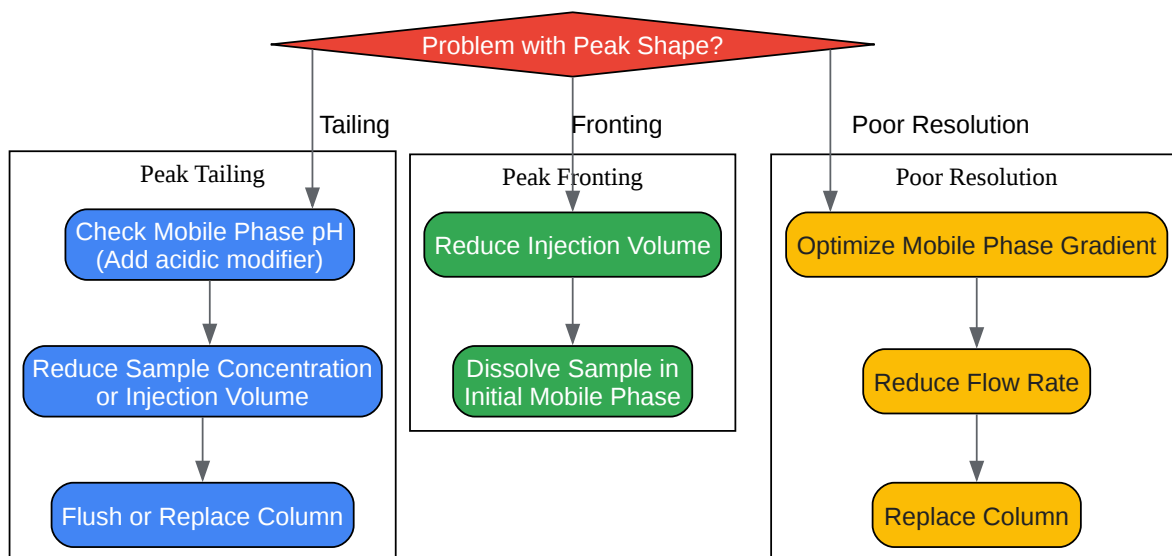 Problem with Peak Shape?
Tailing
Fronting
Poor Resolution
Peak Tailing
Check Mobile Phase pH
(Add acidic modifier)
Reduce Sample Concentration
or Injection Volume
Flush or Replace Column
Peak Fronting
Reduce Injection Volume
Dissolve Sample in
Initial Mobile Phase
Poor Resolution
Optimize Mobile Phase Gradient
Reduce Flow Rate
Replace Column